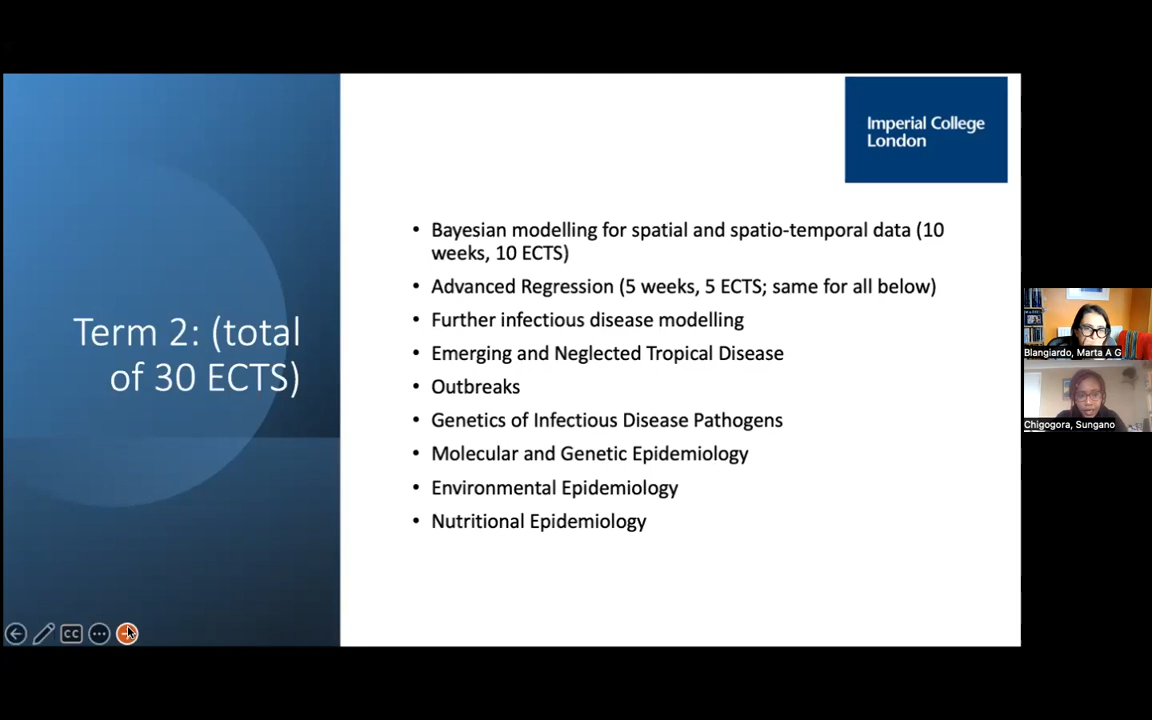 Imperial College
London
Term 2: (total
of 30 ECTS)
• Bayesian modelling for spatial and spatio-temporal data (10
weeks, 10 ECTS)
• Advanced Regression (5 weeks, 5 ECTS; same for all below)
• Further infectious disease modelling
• Emerging and Neglected Tropical Disease
• Outbreaks
• Genetics of Infectious Disease Pathogens
• Molecular and Genetic Epidemiology
• Environmental Epidemiology
• Nutritional Epidemiology
Blangiardo, Marta A G
Chigogora, Sungano
CC